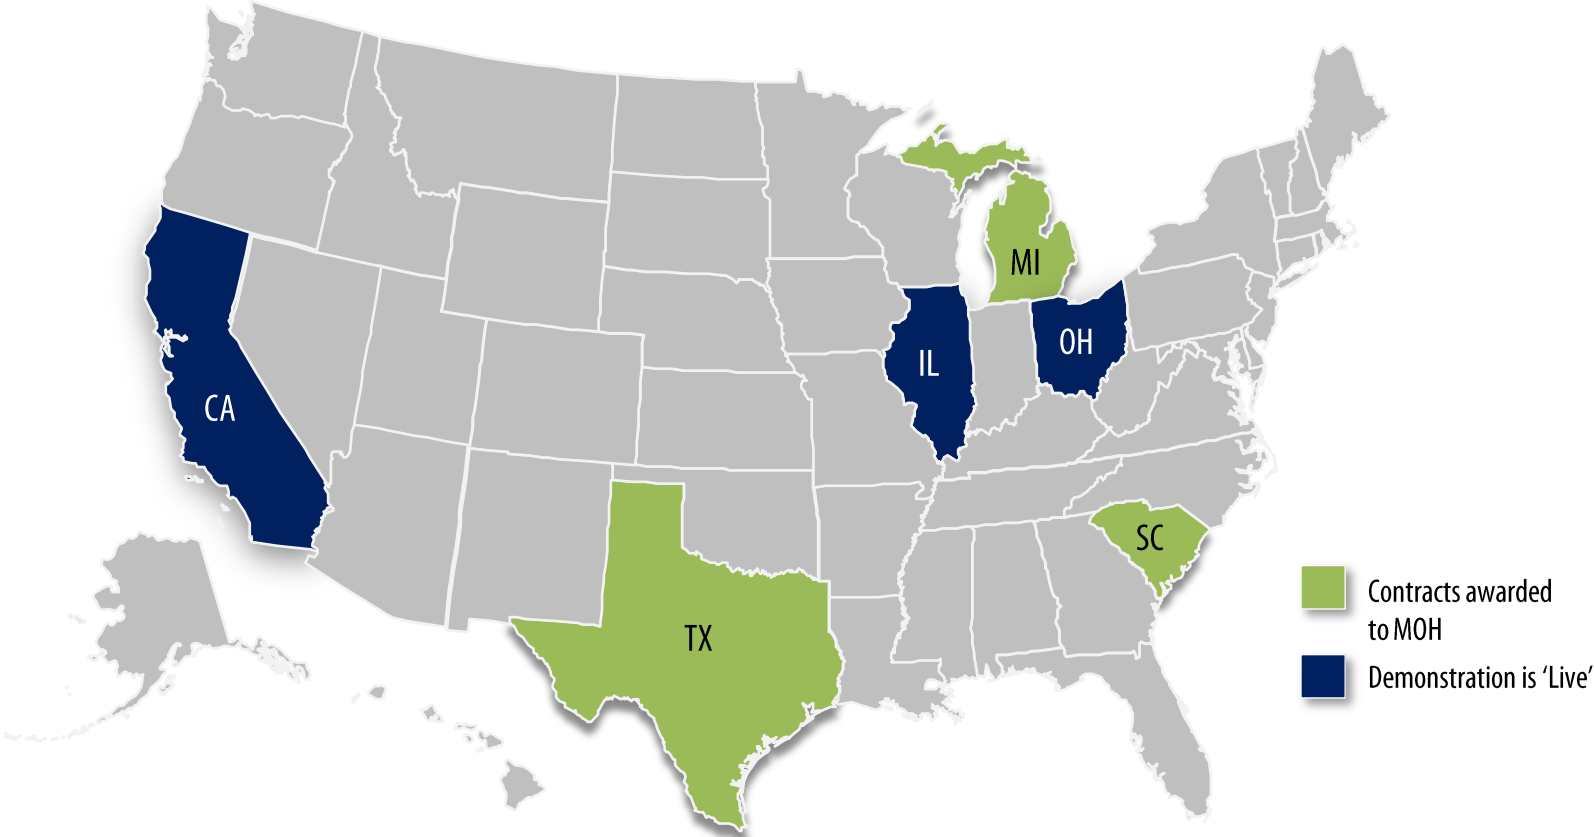 MI
OH
IL
CA
SC
TX
Contracts awarded
to MOH
Demonstration is ‘Live’